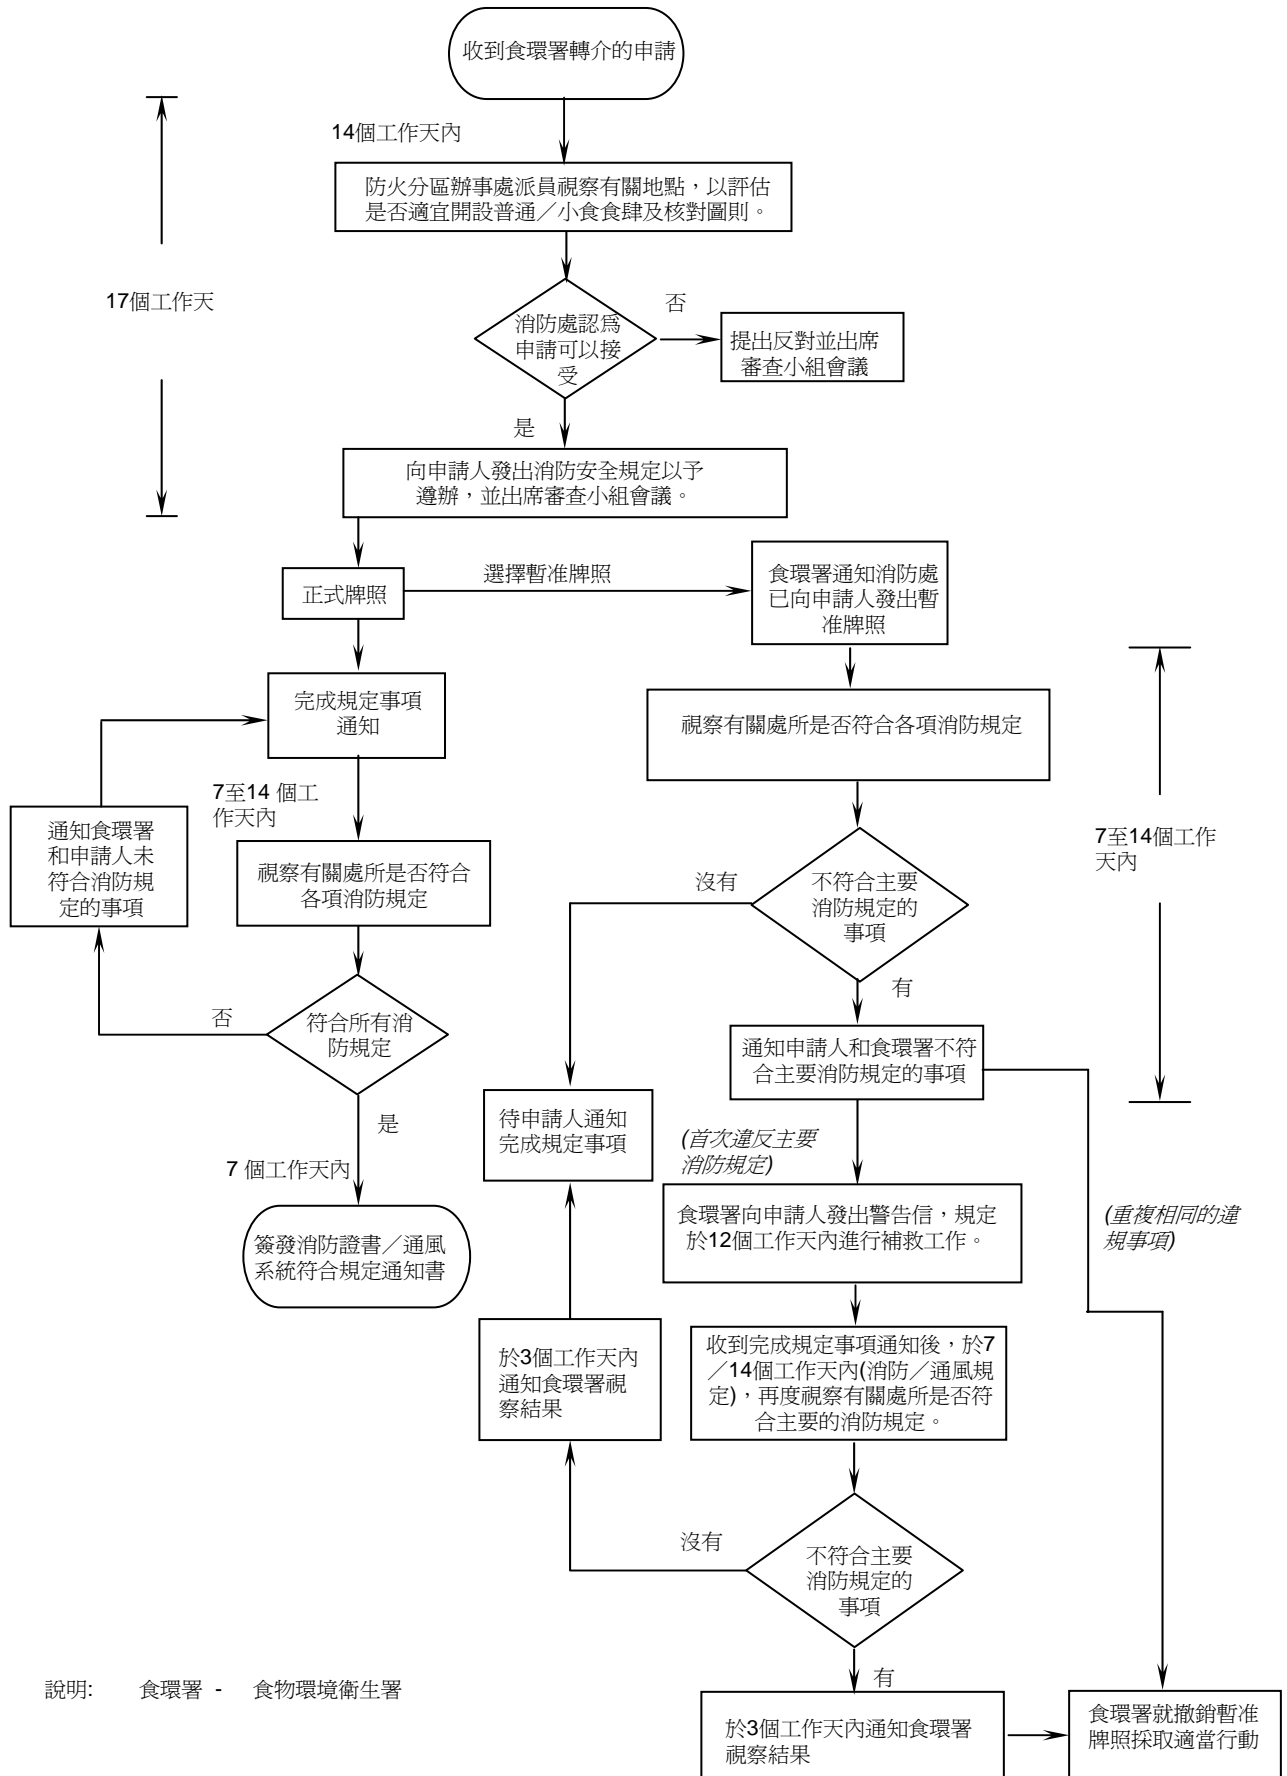 收到食環署轉介的申請
14個工作天內
防火分區辦事處派員視察有關地點，以評估
是否適宜開設普通／小食食肆及核對圖則。
17個工作天
消防處認為
申請可以接
受
否
提出反對並出席
審查小組會議
是
向申請人發出消防安全規定以予
遵辦，並出席審查小組會議。
正式牌照
選擇暫准牌照
食環署通知消防處
已向申請人發出暫
准牌照
完成規定事項
通知
視察有關處所是否符合各項消防規定
7至14 個工
作天內
通知食環署
和申請人未
符合消防規
定的事項
視察有關處所是否符合
各項消防規定
7至14個工作
天內
沒有
不符合主要
消防規定的
事項
有
否
符合所有消
防規定
通知申請人和食環署不符
合主要消防規定的事項
是
待申請人通知
完成規定事項
(首次違反主要
消防規定)
7 個工作天內
簽發消防證書／通風
系統符合規定通知書
食環署向申請人發出警告信，規定
於12個工作天內進行補救工作。
(重複相同的違
規事項)
於3個工作天內
通知食環署視
察結果
收到完成規定事項通知後，於7
／14個工作天內(消防／通風規
定)，再度視察有關處所是否符
合主要的消防規定。
沒有
不符合主要
消防規定的
事項
有
說明: 食環署 - 食物環境衛生署
於3個工作天內通知食環署
視察結果
食環署就撤銷暫准
牌照採取適當行動